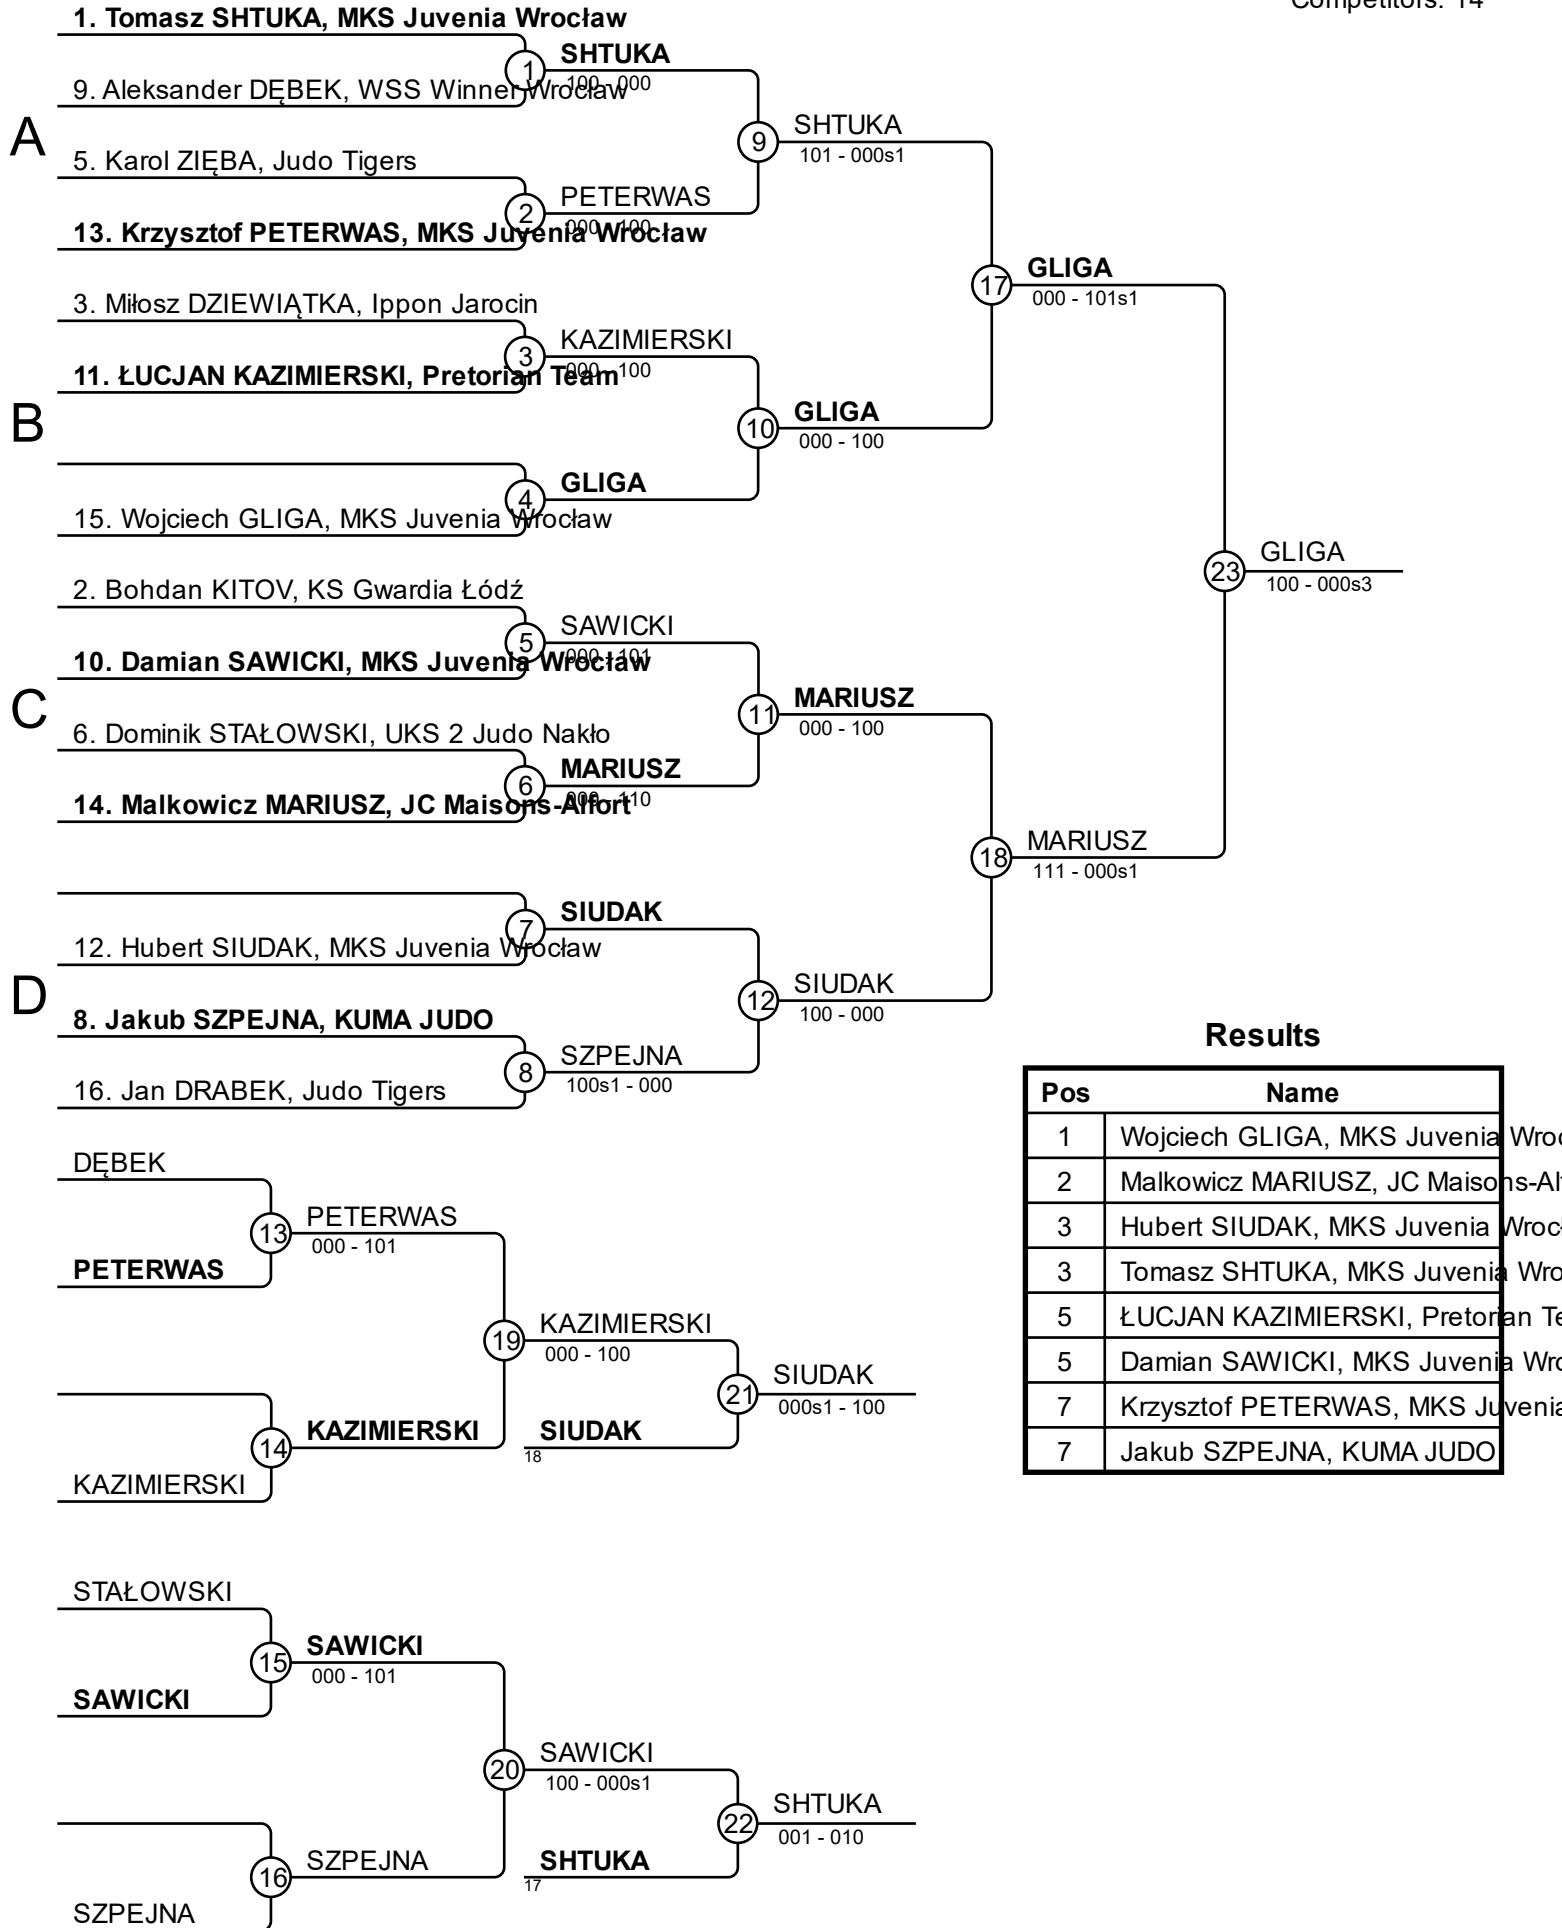 Competitors: 14
1. Tomasz SHTUKA, MKS Juvenia Wrocław
SHTUKA
1
100 - 000
9. Aleksander DĘBEK, WSS Winner Wrocław
A
SHTUKA
9
101 - 000s1
5. Karol ZIĘBA, Judo Tigers
PETERWAS
2
000 - 100
13. Krzysztof PETERWAS, MKS Juvenia Wrocław
GLIGA
17
000 - 101s1
3. Miłosz DZIEWIĄTKA, Ippon Jarocin
KAZIMIERSKI
3
000 - 100
11. ŁUCJAN KAZIMIERSKI, Pretorian Team
B
GLIGA
10
000 - 100
GLIGA
4
15. Wojciech GLIGA, MKS Juvenia Wrocław
GLIGA
23
100 - 000s3
2. Bohdan KITOV, KS Gwardia Łódź
SAWICKI
5
000 - 101
10. Damian SAWICKI, MKS Juvenia Wrocław
C
MARIUSZ
11
000 - 100
6. Dominik STAŁOWSKI, UKS 2 Judo Nakło
MARIUSZ
6
000 - 110
14. Malkowicz MARIUSZ, JC Maisons-Alfort
MARIUSZ
18
111 - 000s1
SIUDAK
7
12. Hubert SIUDAK, MKS Juvenia Wrocław
D
SIUDAK
12
100 - 000
8. Jakub SZPEJNA, KUMA JUDO
SZPEJNA
8
100s1 - 000
16. Jan DRABEK, Judo Tigers
DĘBEK
PETERWAS
13
000 - 101
PETERWAS
KAZIMIERSKI
19
000 - 100
SIUDAK
21
000s1 - 100
KAZIMIERSKI
14
SIUDAK
18
KAZIMIERSKI
STAŁOWSKI
SAWICKI
15
000 - 101
SAWICKI
SAWICKI
20
100 - 000s1
SHTUKA
22
001 - 010
SZPEJNA
16
SHTUKA
17
SZPEJNA
Results
Pos Name
1 Wojciech GLIGA, MKS Juvenia Wroc
2 Malkowicz MARIUSZ, JC Maisons-Alf
3 Hubert SIUDAK, MKS Juvenia Wrocł
3 Tomasz SHTUKA, MKS Juvenia Wro
5 ŁUCJAN KAZIMIERSKI, Pretorian Te
5 Damian SAWICKI, MKS Juvenia Wro
7 Krzysztof PETERWAS, MKS Juvenia
7 Jakub SZPEJNA, KUMA JUDO